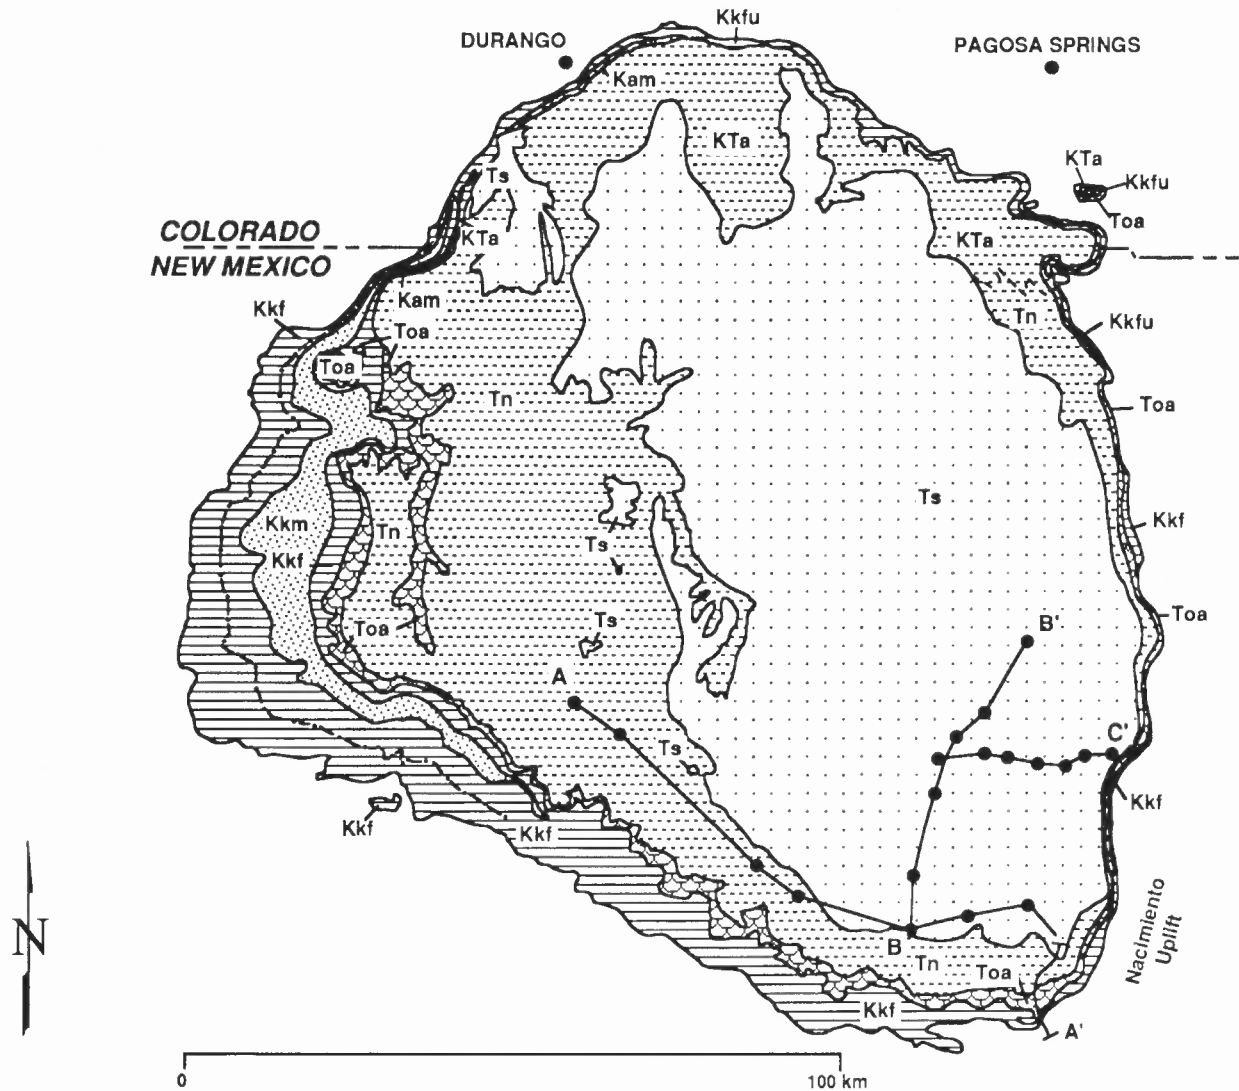 Kkfu
DURANGO
PAGOSA SPRINGS
Kam
KTa
KTa
Kkfu
Ts
Toa
COLORADO
KTa
KTa
NEW MEXICO
Kam
Kkf
Tn
Toa
Kkfu
Toa
Tn
Toa
Ts
Kkm
Kkf
Tn
Ts
Kkf
Ts
Toa
Toa
B'
A
C'
Ts
Kkf
Kkf
Kkf
N
B
Tn
Toa
Nacimiento
Uplift
Kkf
A'
0
100 km